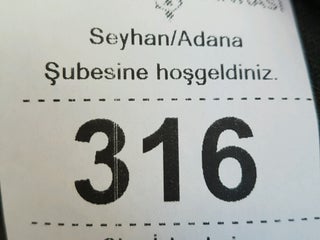 Seyhan/Adana
Şubesine hoşgeldiniz.
316